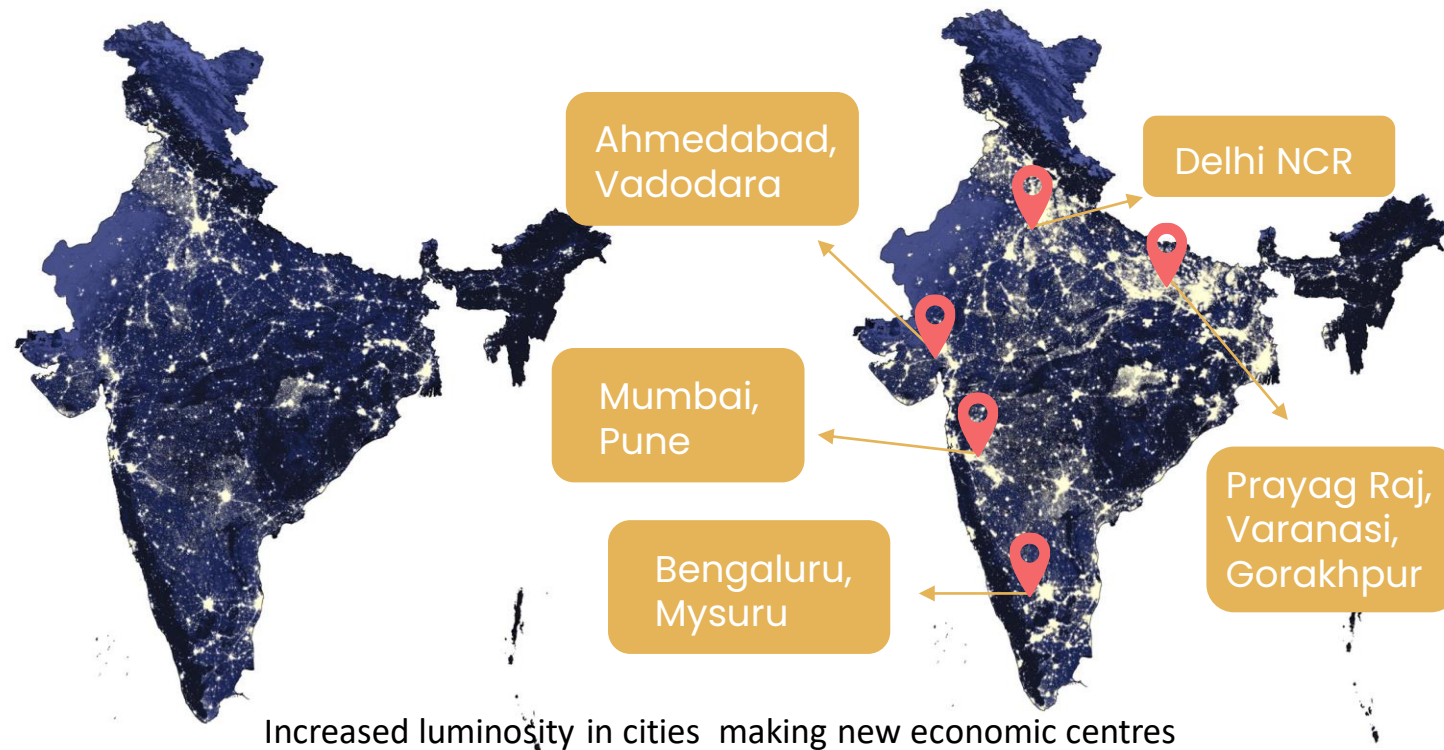 Ahmedabad,
Vadodara
Delhi NCR
Mumbai,
Pune
Prayag Raj,
Varanasi,
Gorakhpur
Bengaluru,
Mysuru
Increased luminosity in cities making new economic centres